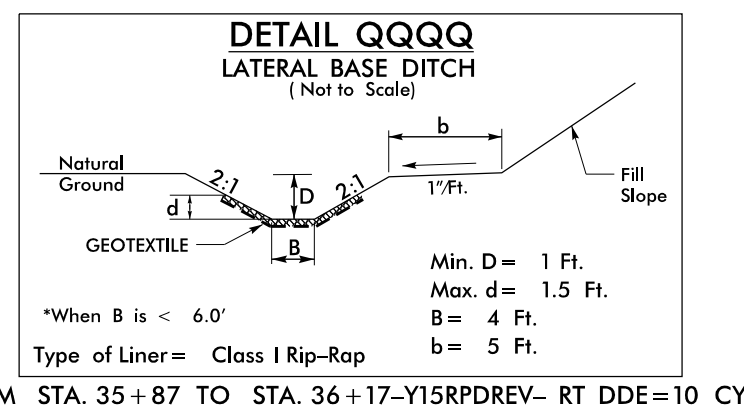 DETAIL QQQQ
LATERAL BASE DITCH
( Not to Scale)
b
Natural
Ground
2:1
D
2:1
1"/Ft.
Fill
Slope
d
GEOTEXTILE
B
Min. D = 1 Ft.
Max. d = 1.5 Ft.
B = 4 Ft.
b = 5 Ft.
*When B is < 6.0'
Type of Liner = Class I Rip-Rap
STA. 35+87 TO STA. 36+17-Y15RPDREV- RT DDE=10 CY